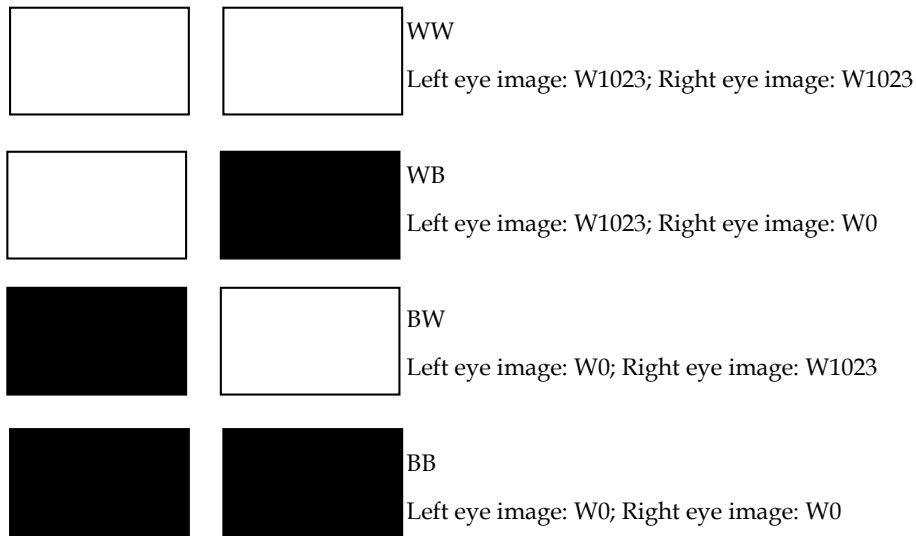 WW
Left eye image: W1023; Right eye image: W1023
WB
Left eye image: W1023; Right eye image: W0
BW
Left eye image: W0; Right eye image: W1023
BB
Left eye image: W0; Right eye image: W0